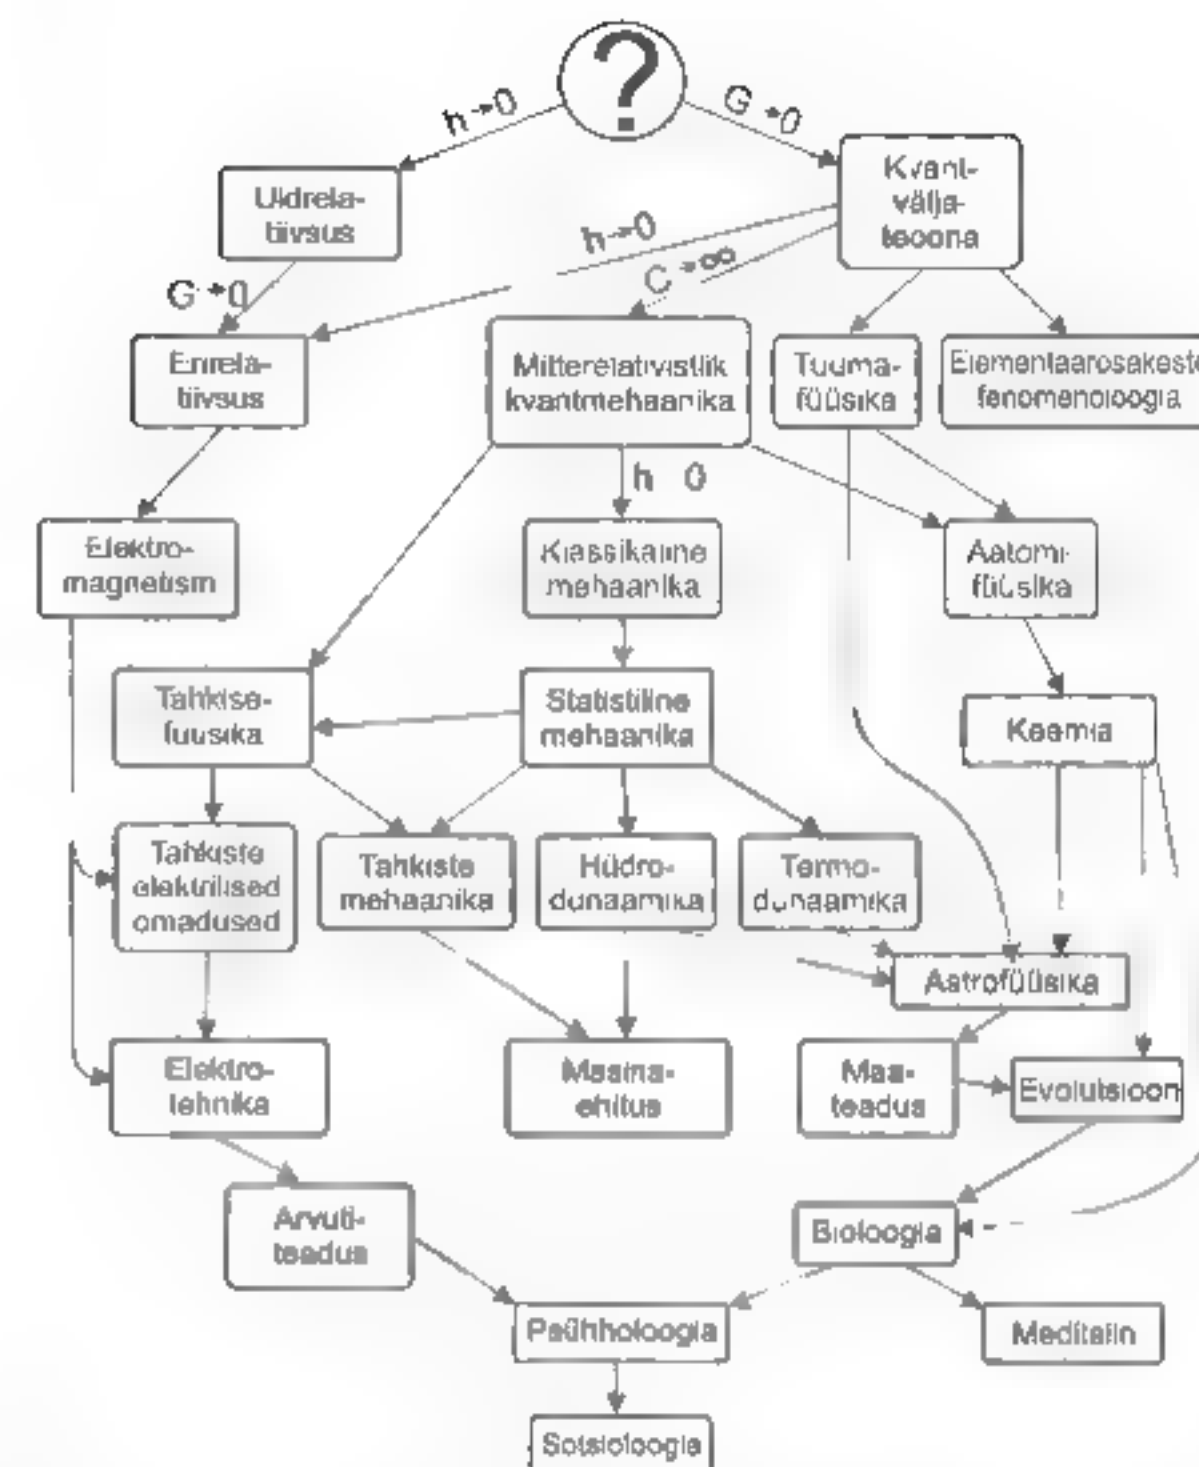 ?
h→0
G→0
Üldrela-
tiivsus
Kvant-
välja-
teooria
h→0
C→∞
G→0
Erirela-
tiivsus
Mitterelativistlik
kvantmehaanika
Tuuma-
füüsika
Elementaarosakeste
fenomenoloogia
h 0
Elektro-
magnetism
Klassikaline
mehaanika
Aatomi-
füüsika
Tahkise-
füüsika
Statistiline
mehaanika
Keemia
Tahkiste
elektrilised
omadused
Tahkiste
mehaanika
Hüdro-
dünaamika
Termo-
dünaamika
Astrofüüsika
Elektro-
tehnika
Masina-
ehitus
Maa-
teadus
Evolutsioon
Arvuti-
teadus
Bioloogia
Psühholoogia
Meditsiin
Sotsioloogia